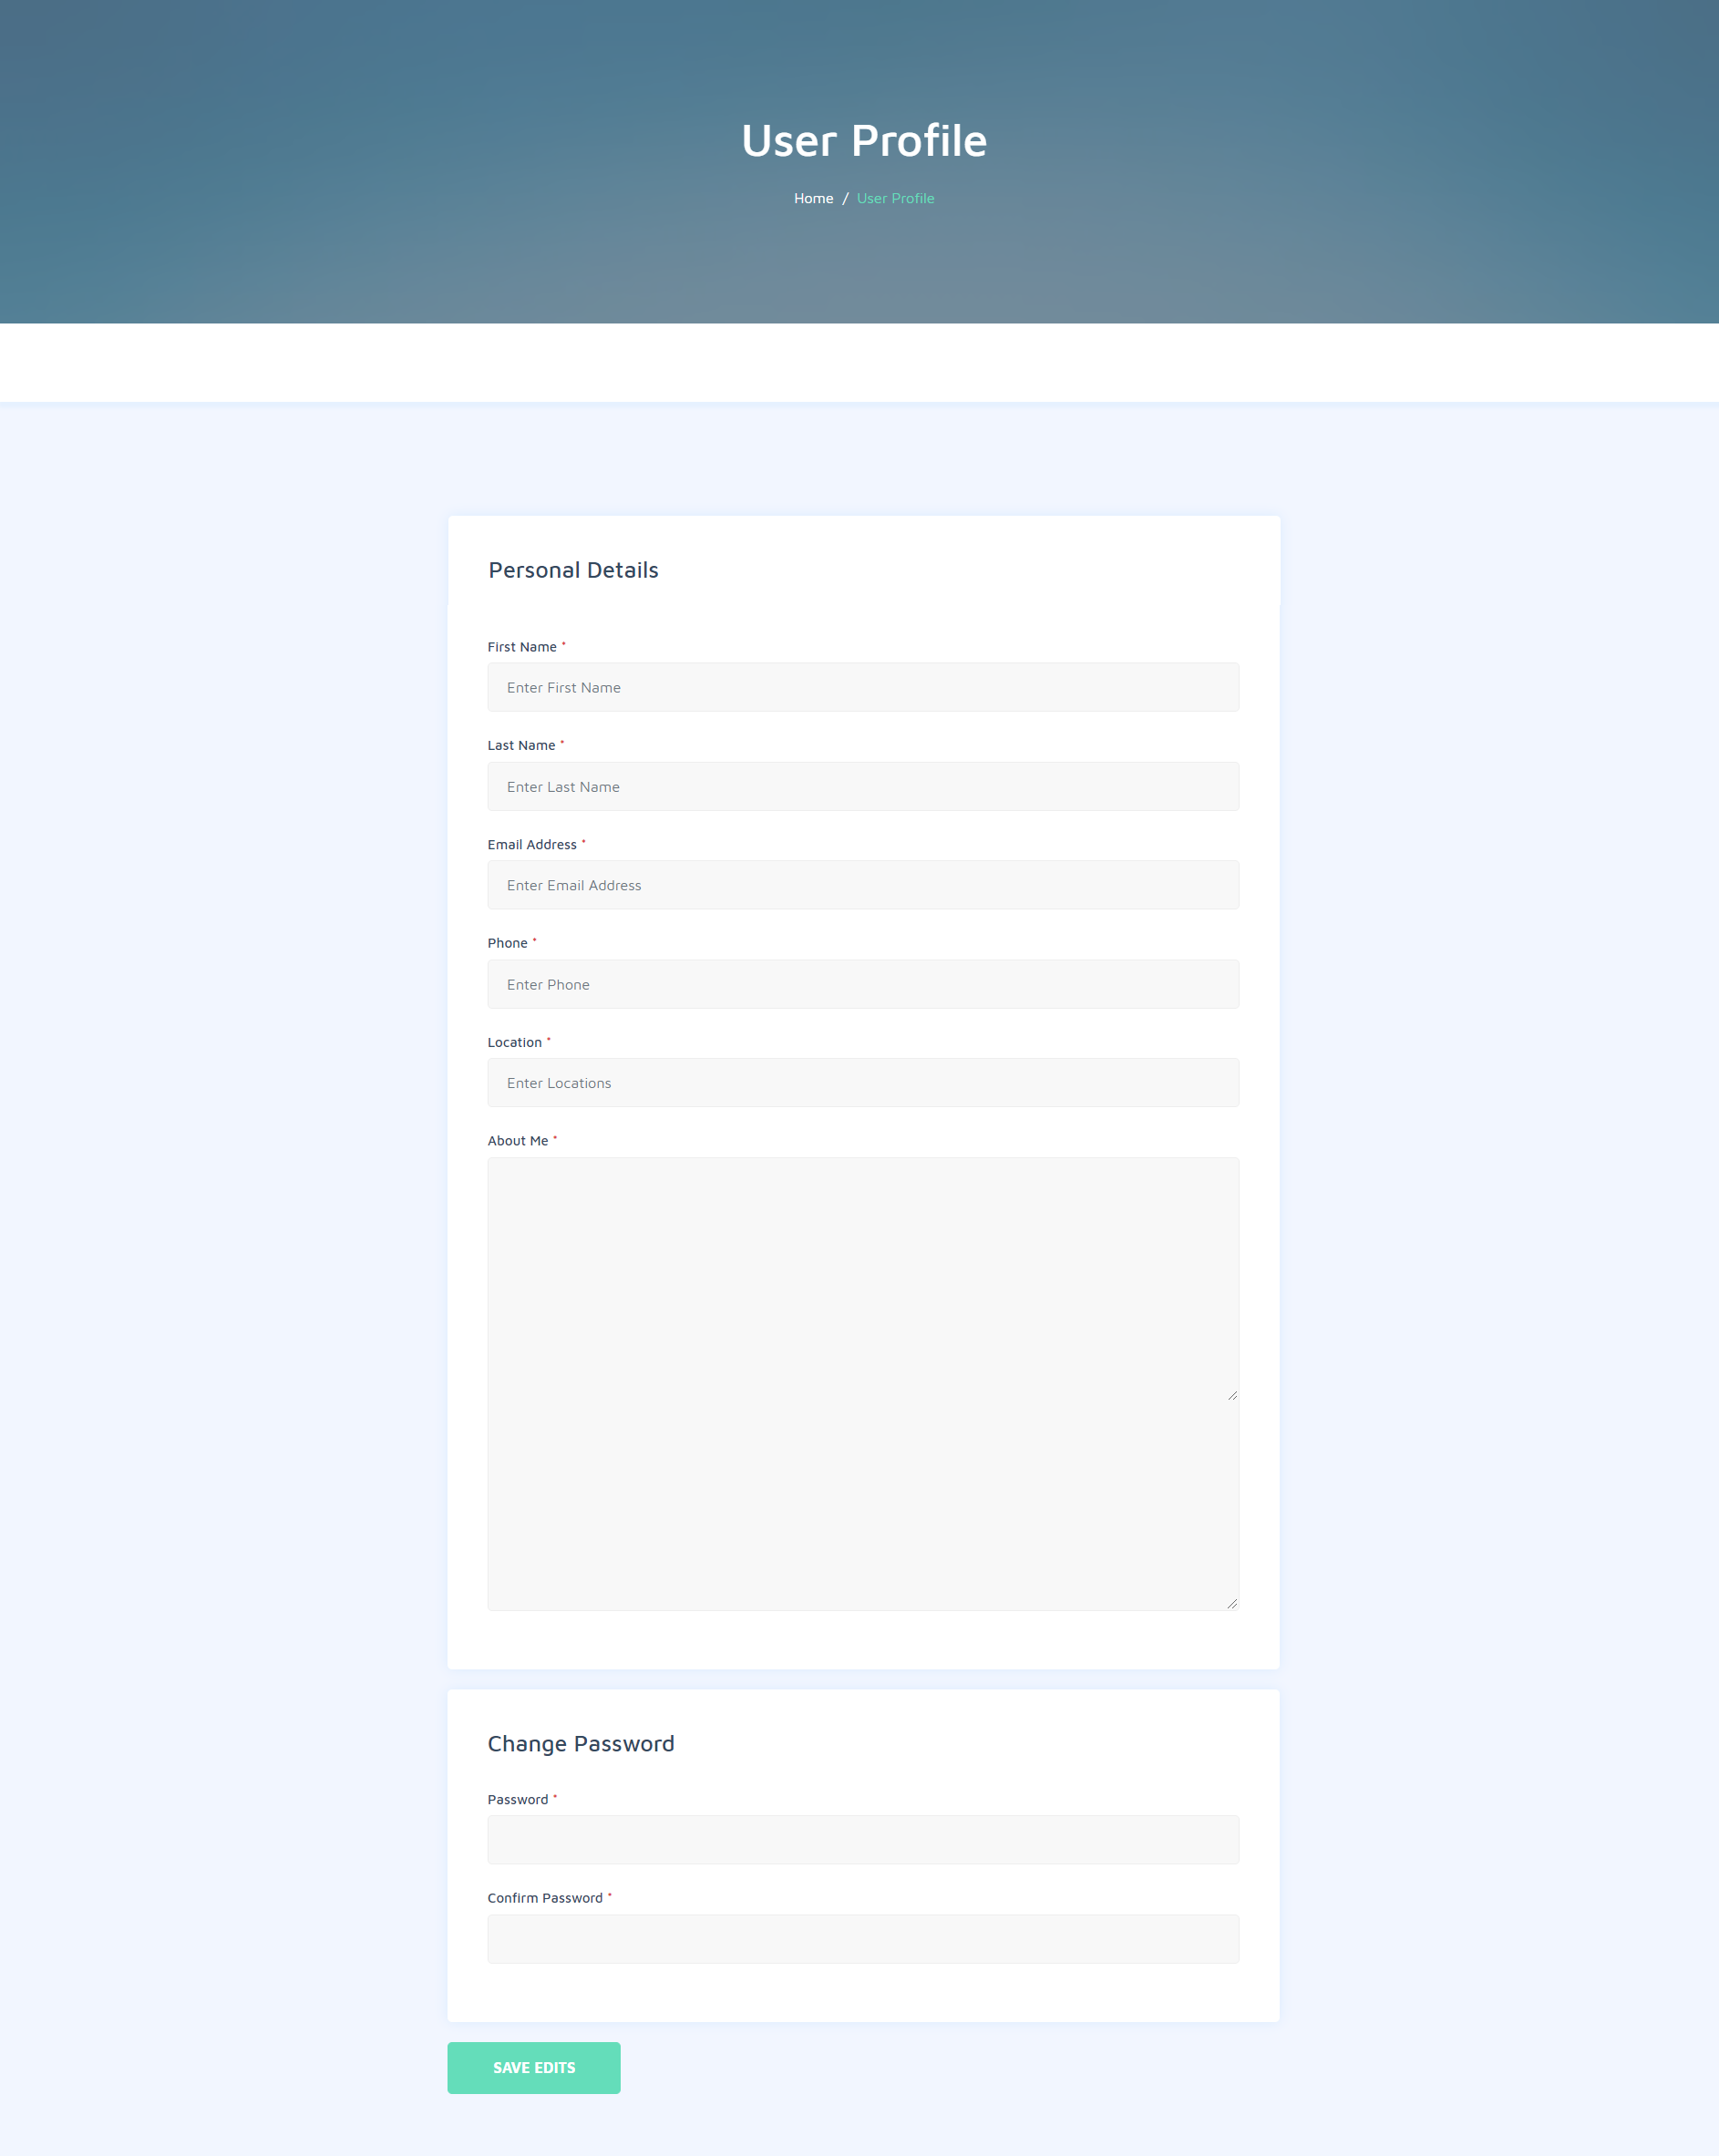 User Profile
Home / User Profile
Personal Details
First Name *
Enter First Name
Last Name *
Enter Last Name
Email Address *
Enter Email Address
Phone *
Enter Phone
Location *
Enter Locations
About Me *
Change Password
Password *
Confirm Password *
SAVE EDITS